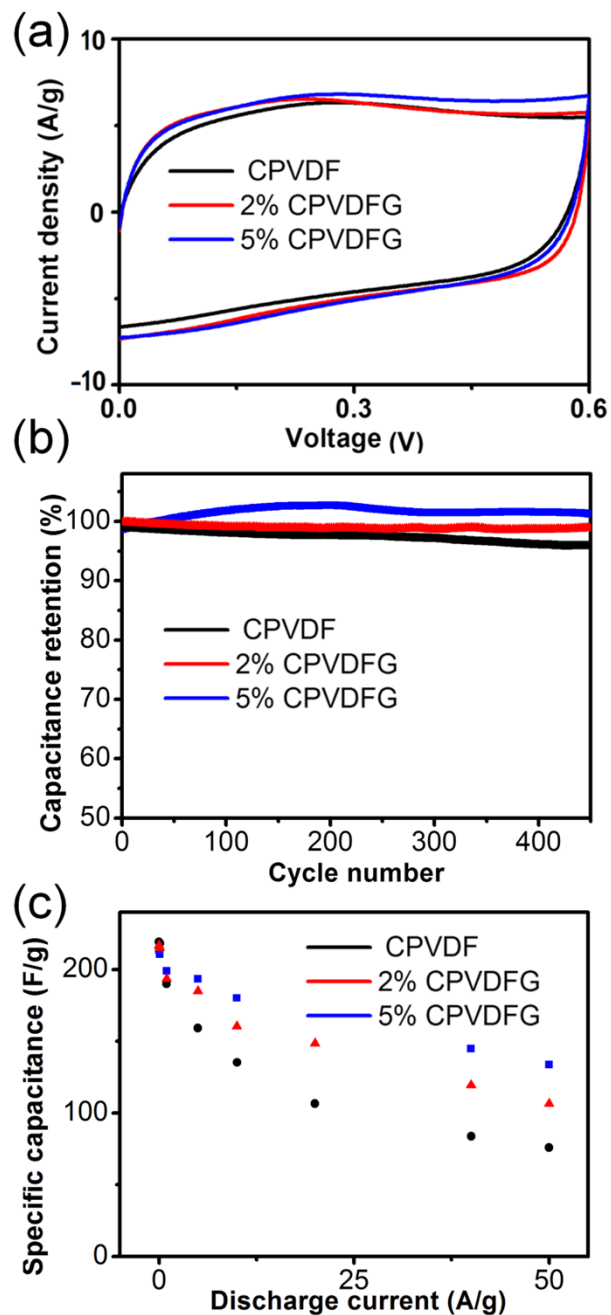 (a)
10
0
-10
Current density (A/g)
CPVDF
2% CPVDFG
5% CPVDFG
0.0
0.3
0.6
Voltage (V)
(b)
100
90
80
70
60
50
Capacitance retention (%)
CPVDF
2% CPVDFG
5% CPVDFG
0
100
200
300
400
Cycle number
(c)
200
100
0
Specific capacitance (F/g)
CPVDF
2% CPVDFG
5% CPVDFG
0
25
50
Discharge current (A/g)